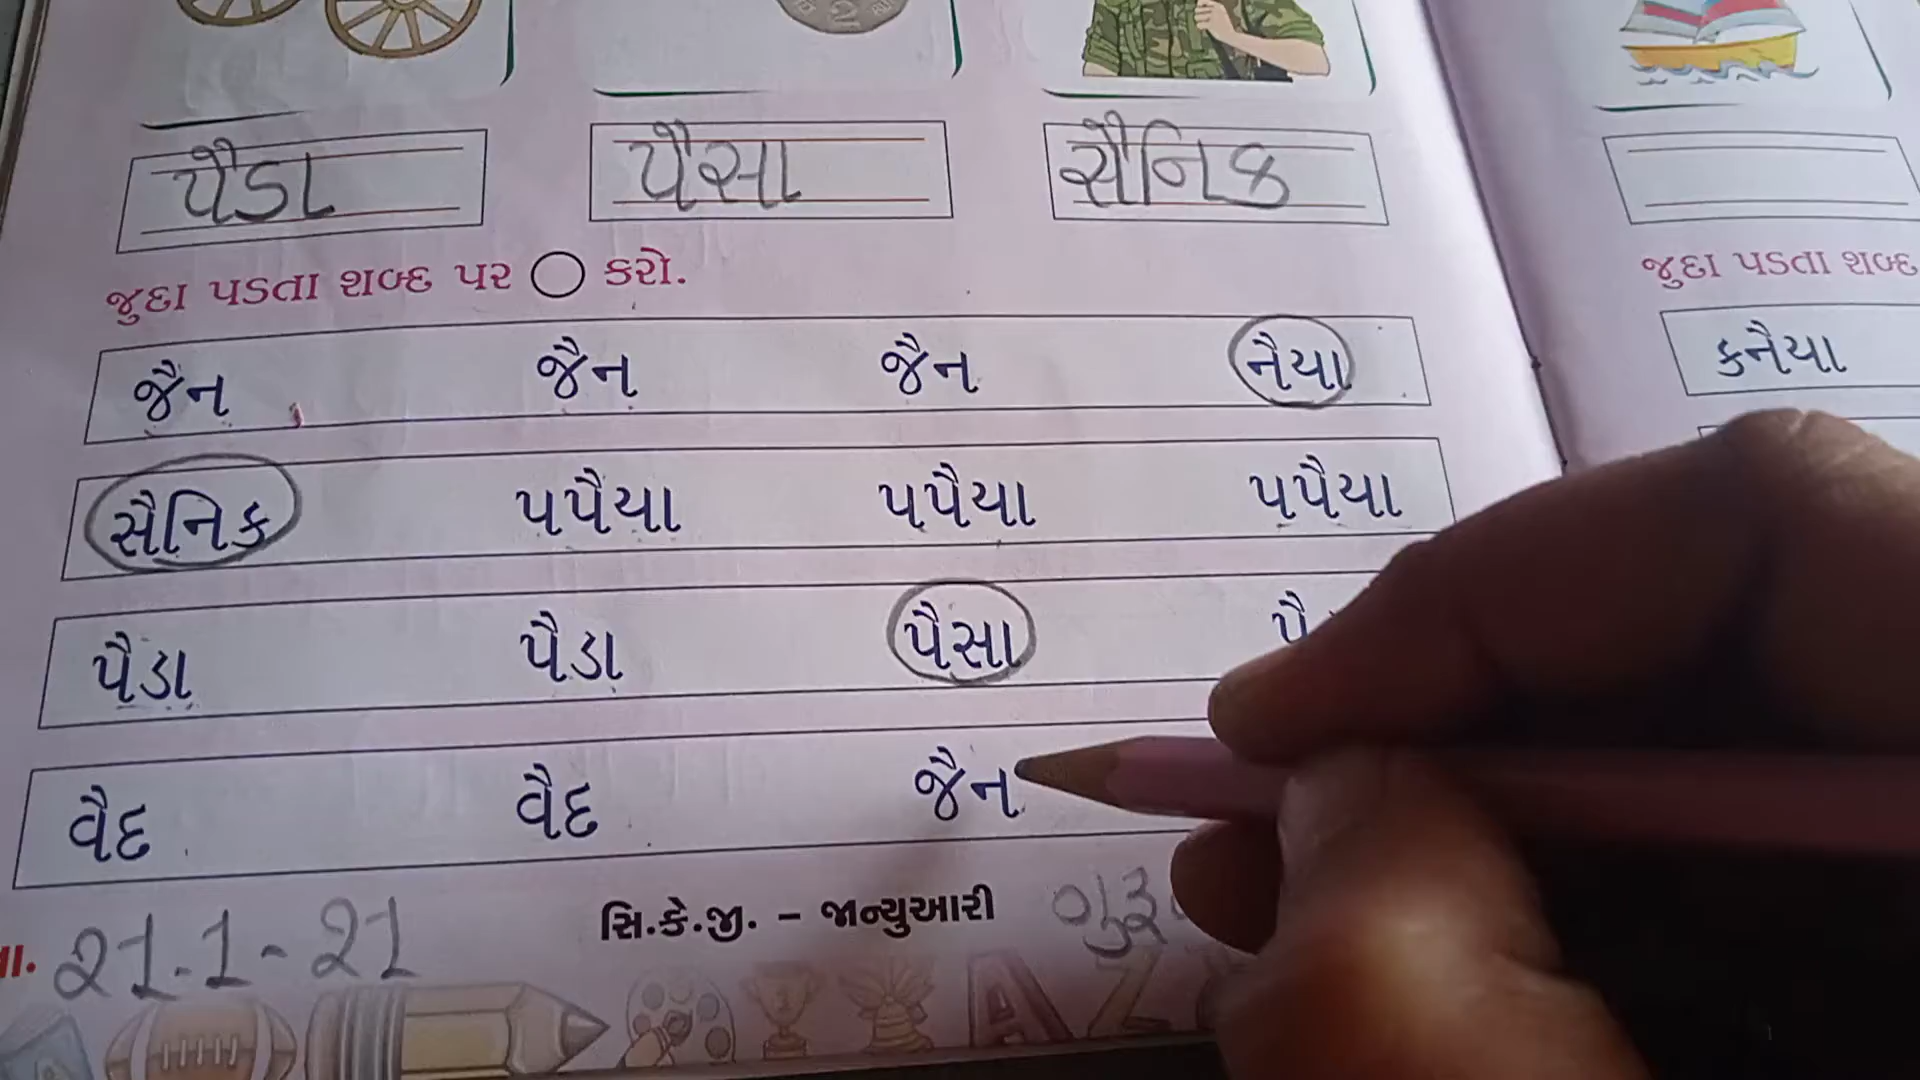 પૈડા પૈસા સૈનિક
જુદા પડતા શબ્દ પર ◯ કરો.
જૈન જૈન જૈન નૈયા
સૈનિક પપૈયા પપૈયા પપૈયા
પૈડા પૈડા પૈસા
વૈદ વૈદ જૈન
સિ.કે.જી. – જાન્યુઆરી
21.1-21
જુદા પડતા શબ્દ
કનૈયા